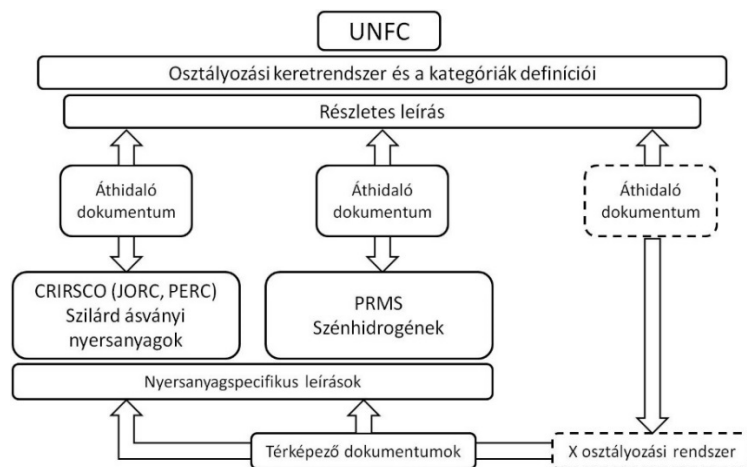 UNFC
Osztályozási keretrendszer és a kategóriák definíciói
Részletes leírás
Áthidaló
dokumentum
Áthidaló
dokumentum
Áthidaló
dokumentum
CRIRSCO (JORC, PERC)
Szilárd ásványi
nyersanyagok
PRMS
Szénhidrogének
Nyersanyagspecifikus leírások
Térképező dokumentumok
X osztályozási rendszer